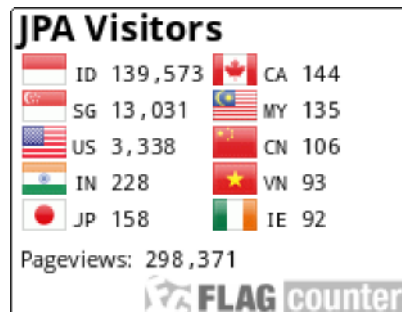 JPA Visitors
ID 139,573 CA 144
SG 13,031 MY 135
US 3,338 CN 106
IN 228 VN 93
JP 158 IE 92
Pageviews: 298,371
FC FLAG counter